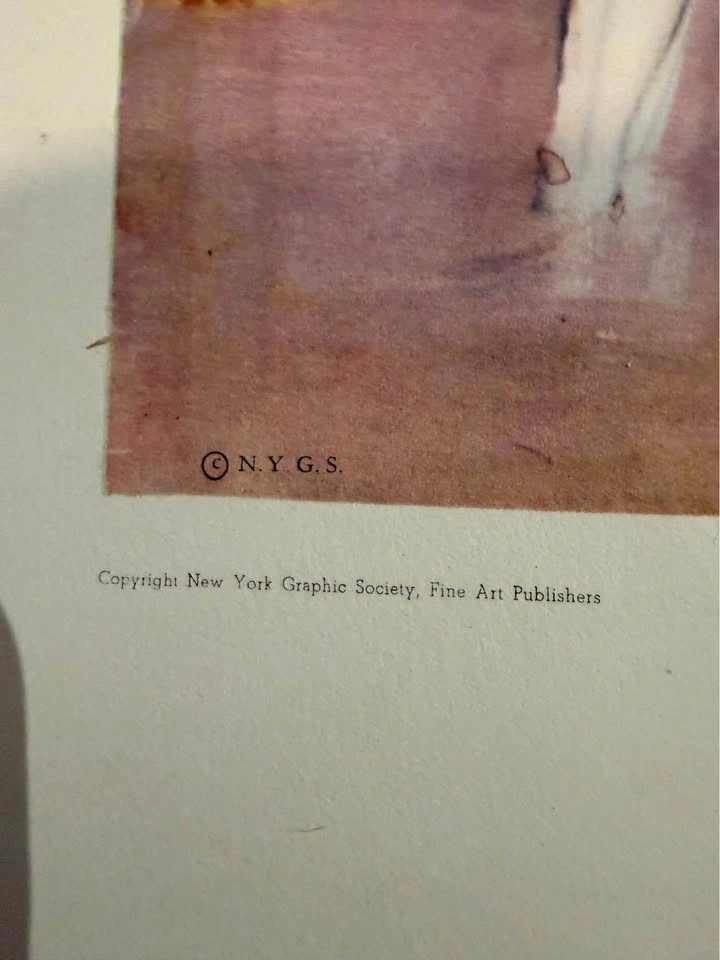 © N.Y G.S.
Copyright New York Graphic Society, Fine Art Publishers